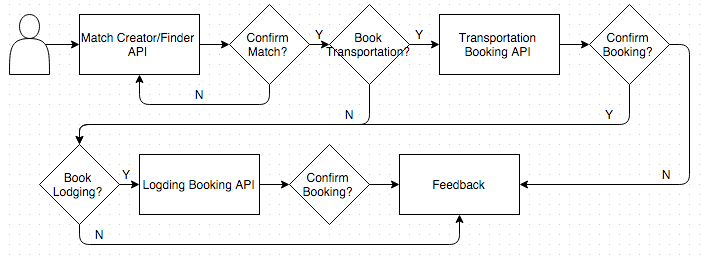 Match Creator/Finder
API
Confirm
Match?
Y
Book
Transportation?
Y
Transportation
Booking API
Confirm
Booking?
N
N
Y
Book
Lodging?
Y
Logding Booking API
Confirm
Booking?
Feedback
N
N